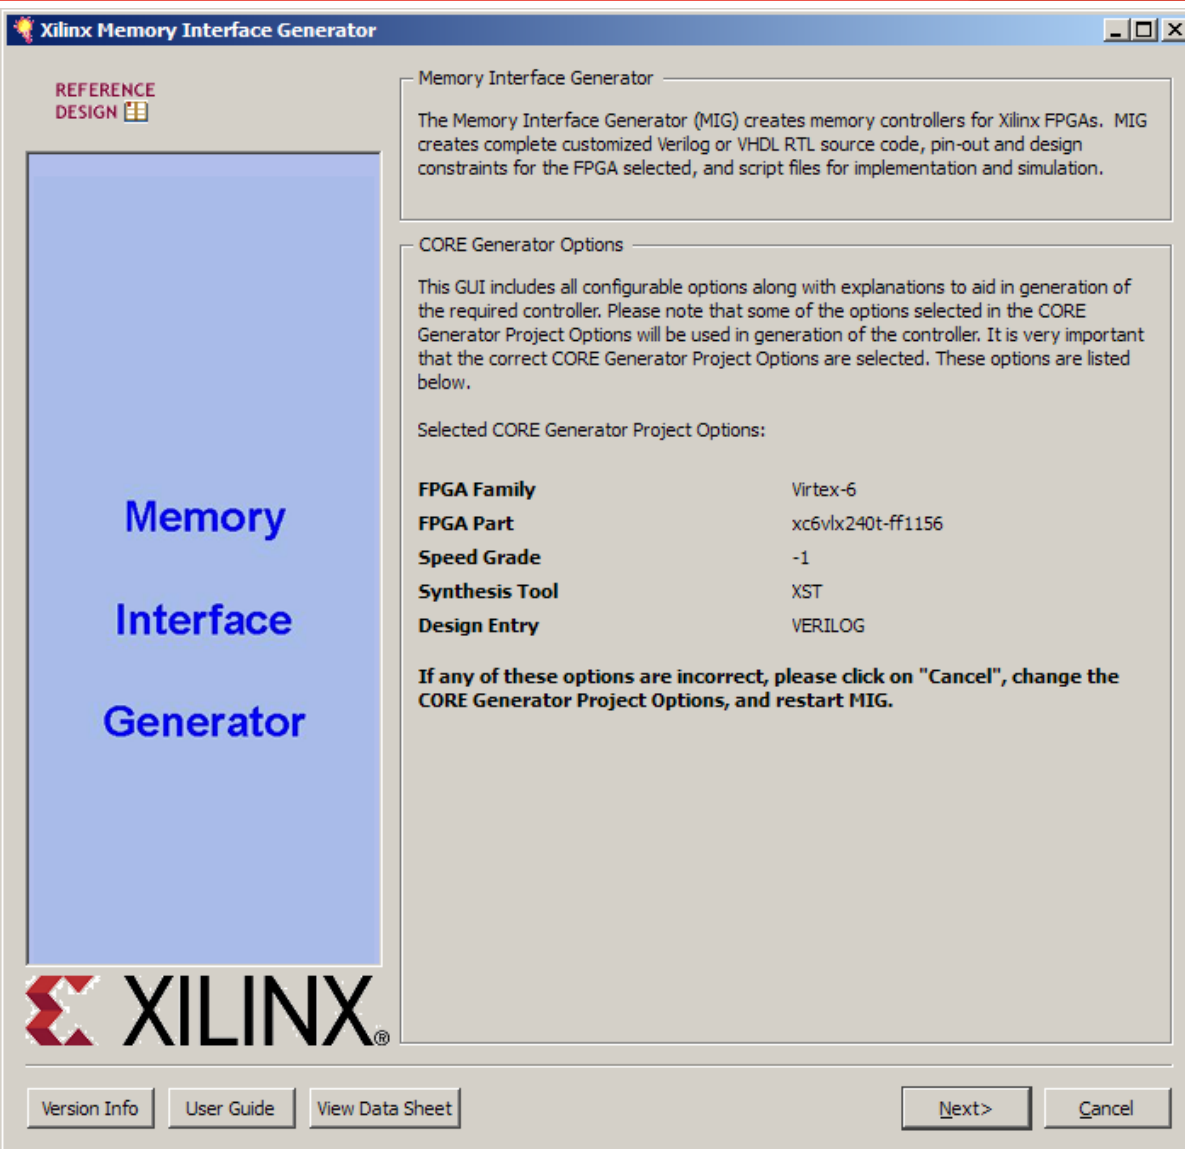 Xilinx Memory Interface Generator
REFERENCE
DESIGN
Memory
Interface
Generator
XILINX®
Memory Interface Generator
The Memory Interface Generator (MIG) creates memory controllers for Xilinx FPGAs.  MIG
creates complete customized Verilog or VHDL RTL source code, pin-out and design
constraints for the FPGA selected, and script files for implementation and simulation.
CORE Generator Options
This GUI includes all configurable options along with explanations to aid in generation of
the required controller. Please note that some of the options selected in the CORE
Generator Project Options will be used in generation of the controller. It is very important
that the correct CORE Generator Project Options are selected. These options are listed
below.
Selected CORE Generator Project Options:
FPGA Family Virtex-6
FPGA Part xc6vlx240t-ff1156
Speed Grade -1
Synthesis Tool XST
Design Entry VERILOG
If any of these options are incorrect, please click on "Cancel", change the
CORE Generator Project Options, and restart MIG.
Version Info User Guide View Data Sheet Next> Cancel